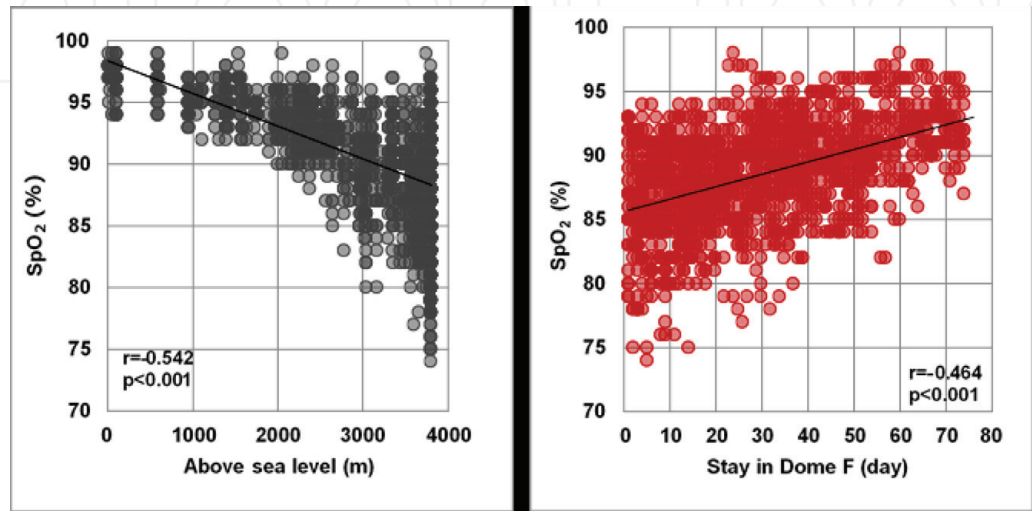 100
95
90
85
80
75
70
SpO₂ (%)
r=-0.542
p<0.001
0 1000 2000 3000 4000
Above sea level (m)
100
95
90
85
80
75
70
SpO₂ (%)
r=-0.464
p<0.001
0 10 20 30 40 50 60 70 80
Stay in Dome F (day)